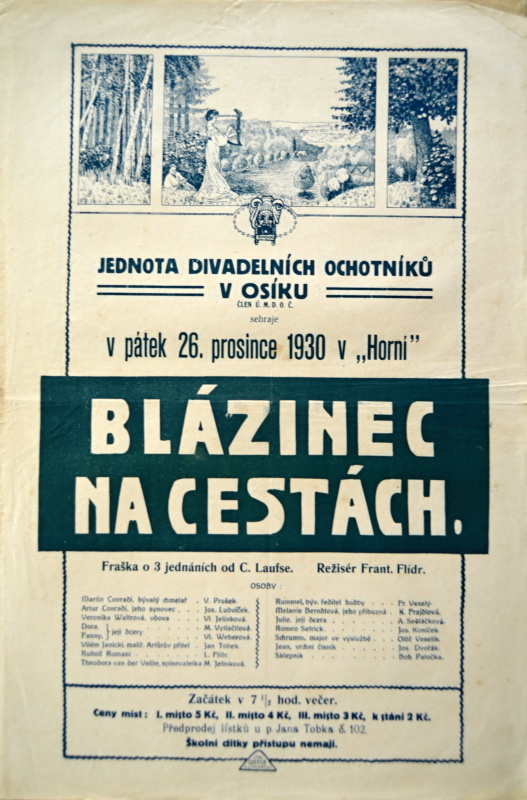 JEDNOTA DIVADELNÍCH OCHOTNÍKŮ
V OSÍKU
ČLEN Ú. M. D. O. Č.
sehraje
v pátek 26. prosince 1930 v „Horní”
BLÁZINEC
NA CESTÁCH.
Fraška o 3 jednáních od C. Laufse. Režisér Frant. Flídr.
OSOBY:
Martin Conradi, bývalý chmelař . V. Prušek.
Artur Conradi, jeho synovec . . Jos. Ludvíček.
Veronika Waltrová, vdova . . Vl. Jelínková.
Dora, } její dcery . . M. Vytlačilová
Fanny, . . Vl. Weberová.
Vilém Janický, malíř, Artúrův přítel . Jan Tobek.
Rudolf Romani . . . L. Flídr.
Theodora van der Velde, spisovatelka M. Jelínková.
Rummel, býv. ředitel hudby . . Fr. Veselý.
Melanie Berndtová, jeho příbuzná . K. Prajdlová.
Julie, její dcera . . A. Sedláčková.
Romeo Setrick . . . Jos. Koníček.
Schrumm, major ve výslužbě . Old. Veselík.
Jean, vrchní číšník . . Jos. Dvořák.
Sklepník . . . Boh. Patočka.
Začátek v 7 1/2 hod. večer.
Ceny míst: I. místo 5 Kč, II. místo 4 Kč, III. místo 3 Kč, k stání 2 Kč.
Předprodej lístků u p Jana Tobka č. 102.
Školní dítky přístupu nemají.